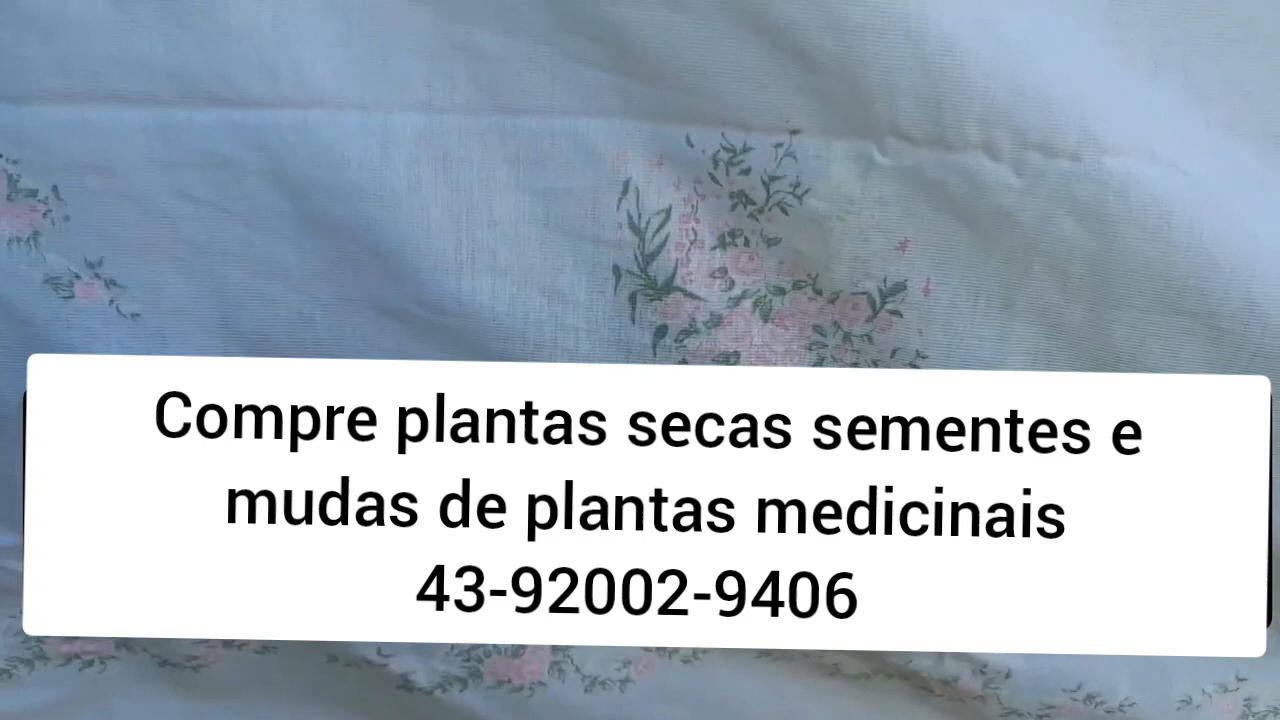 Compre plantas secas sementes e
mudas de plantas medicinais
43-92002-9406